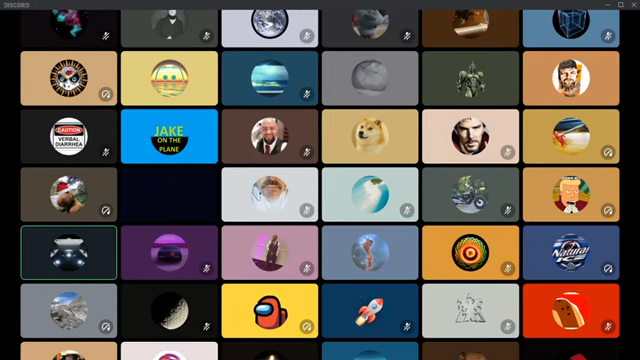 DISCORD
CAUTION
VERBAL
DIARRHEA
JAKE
ON THE
PLANE
Natural